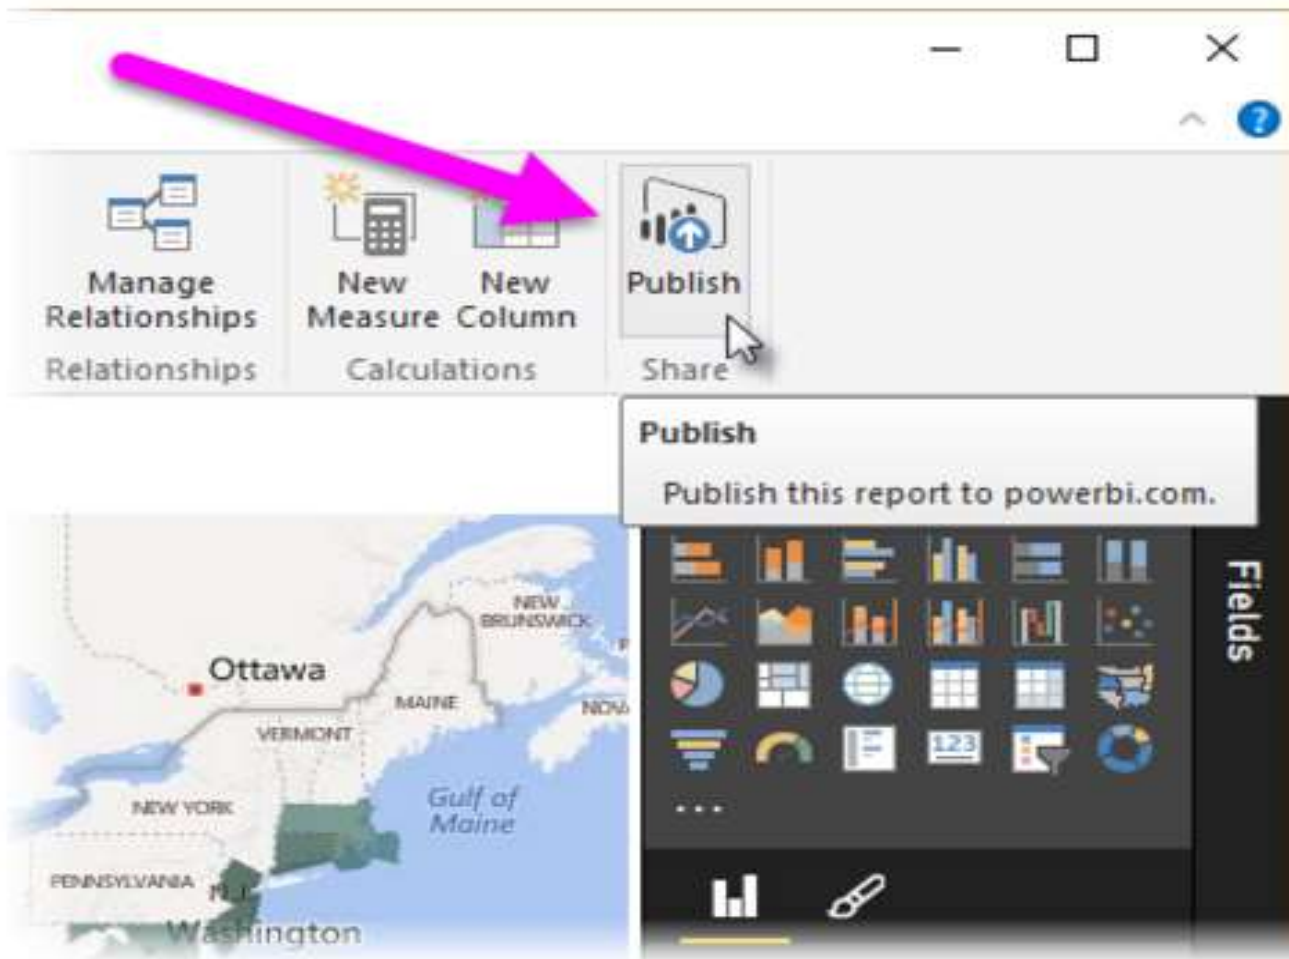 ?
Manage
Relationships
New
Measure
New
Column
Publish
Relationships
Calculations
Share
Publish
Publish this report to powerbi.com.
Fields
NEW
BRUNSWICK
Ottawa
MAINE
NOVA
VERMONT
NEW YORK
Gulf of
Maine
PENNSYLVANIA
N.J.
Washington
123